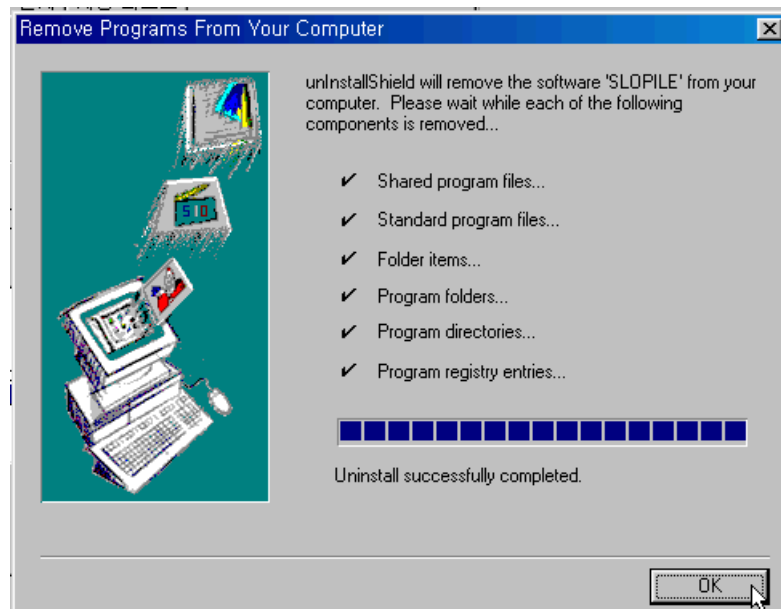 Remove Programs From Your Computer
unInstallShield will remove the software 'SLOPILE' from your
computer. Please wait while each of the following
components is removed...
✔ Shared program files...
✔ Standard program files...
✔ Folder items...
✔ Program folders...
✔ Program directories...
✔ Program registry entries...
Uninstall successfully completed.
OK